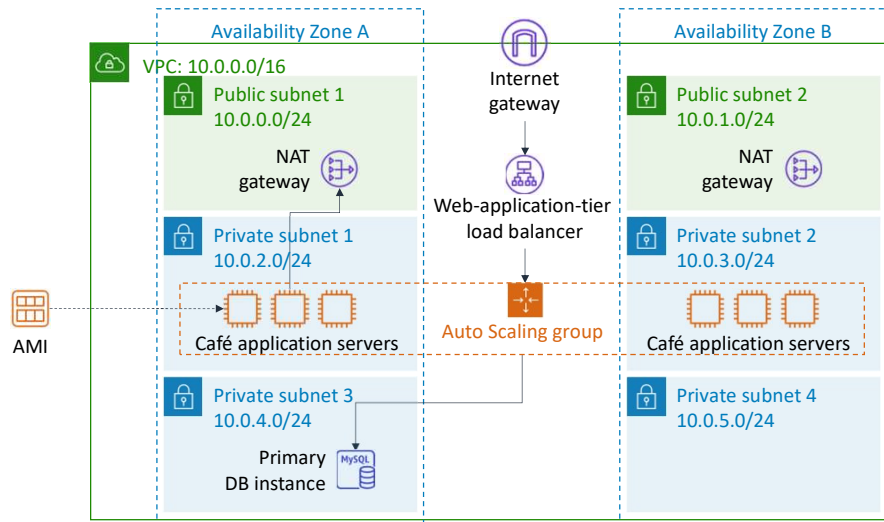 Availability Zone A
Availability Zone B
VPC: 10.0.0.0/16
Internet
gateway
Public subnet 1
10.0.0.0/24
Public subnet 2
10.0.1.0/24
NAT
gateway
NAT
gateway
Web-application-tier
load balancer
Private subnet 1
10.0.2.0/24
Private subnet 2
10.0.3.0/24
AMI
Café application servers
Auto Scaling group
Café application servers
Private subnet 3
10.0.4.0/24
Private subnet 4
10.0.5.0/24
Primary
DB instance
MySQL